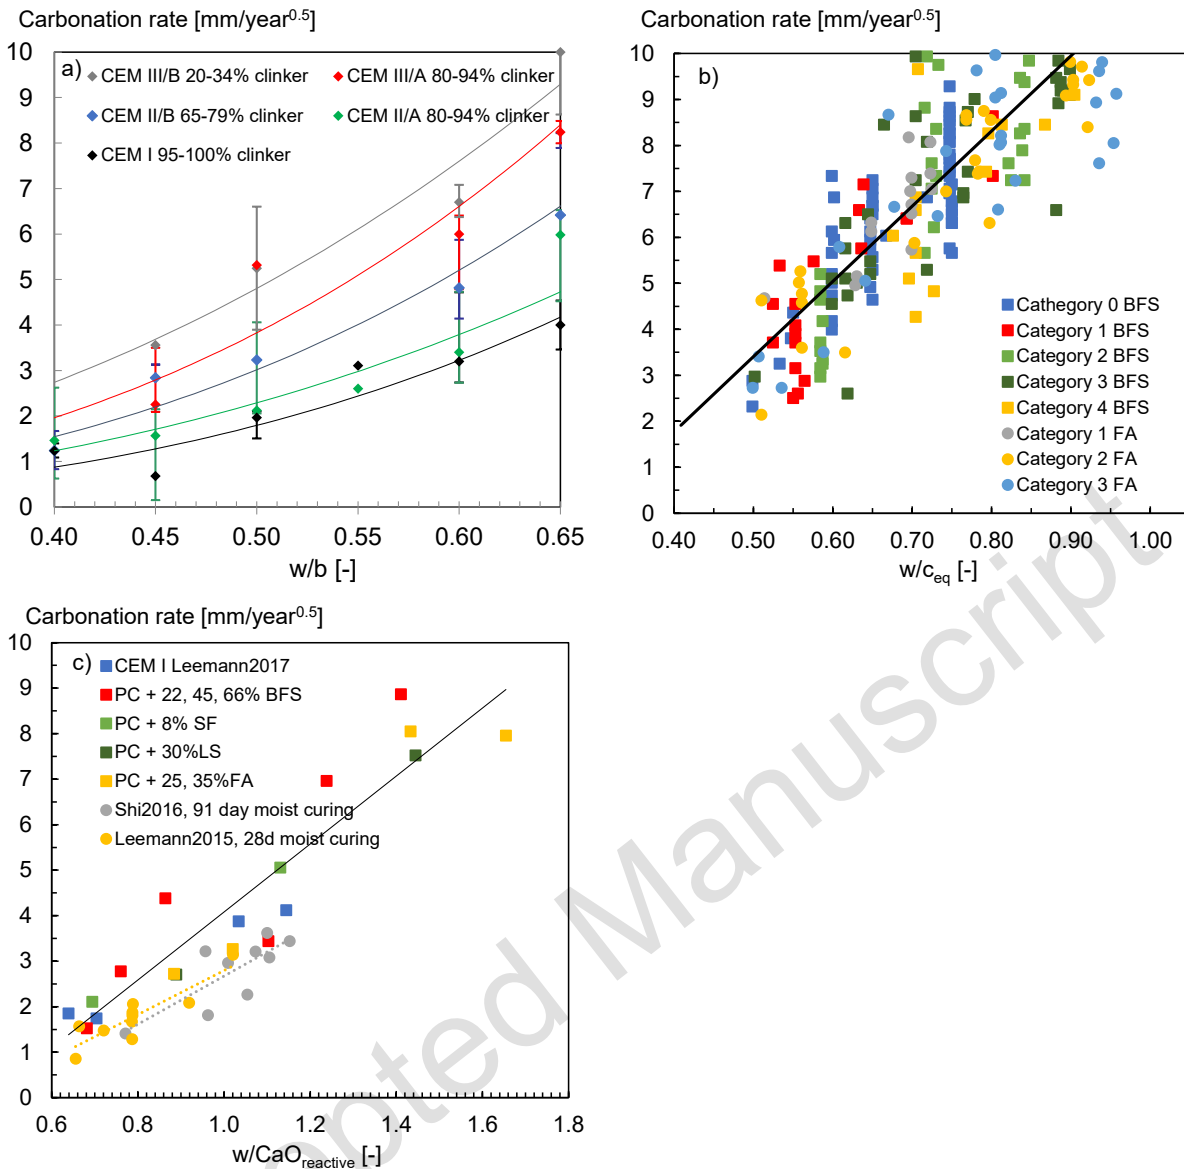 Carbonation rate [mm/year0.5]
10
9
8
7
6
5
4
3
2
1
0
a)
CEM III/B 20-34% clinker
CEM III/A 80-94% clinker
CEM II/B 65-79% clinker
CEM II/A 80-94% clinker
CEM I 95-100% clinker
0.40 0.45 0.50 0.55 0.60 0.65
w/b [-]
Carbonation rate [mm/year0.5]
10
9
8
7
6
5
4
3
2
1
0
b)
Cathegory 0 BFS
Category 1 BFS
Category 2 BFS
Category 3 BFS
Category 4 BFS
Category 1 FA
Category 2 FA
Category 3 FA
0.40 0.50 0.60 0.70 0.80 0.90 1.00
w/ceq [-]
Carbonation rate [mm/year0.5]
10
9
8
7
6
5
4
3
2
1
0
c)
CEM I Leemann2017
PC + 22, 45, 66% BFS
PC + 8% SF
PC + 30%LS
PC + 25, 35%FA
Shi2016, 91 day moist curing
Leemann2015, 28d moist curing
0.6 0.8 1.0 1.2 1.4 1.6 1.8
w/CaOreactive [-]
epted Manuscript